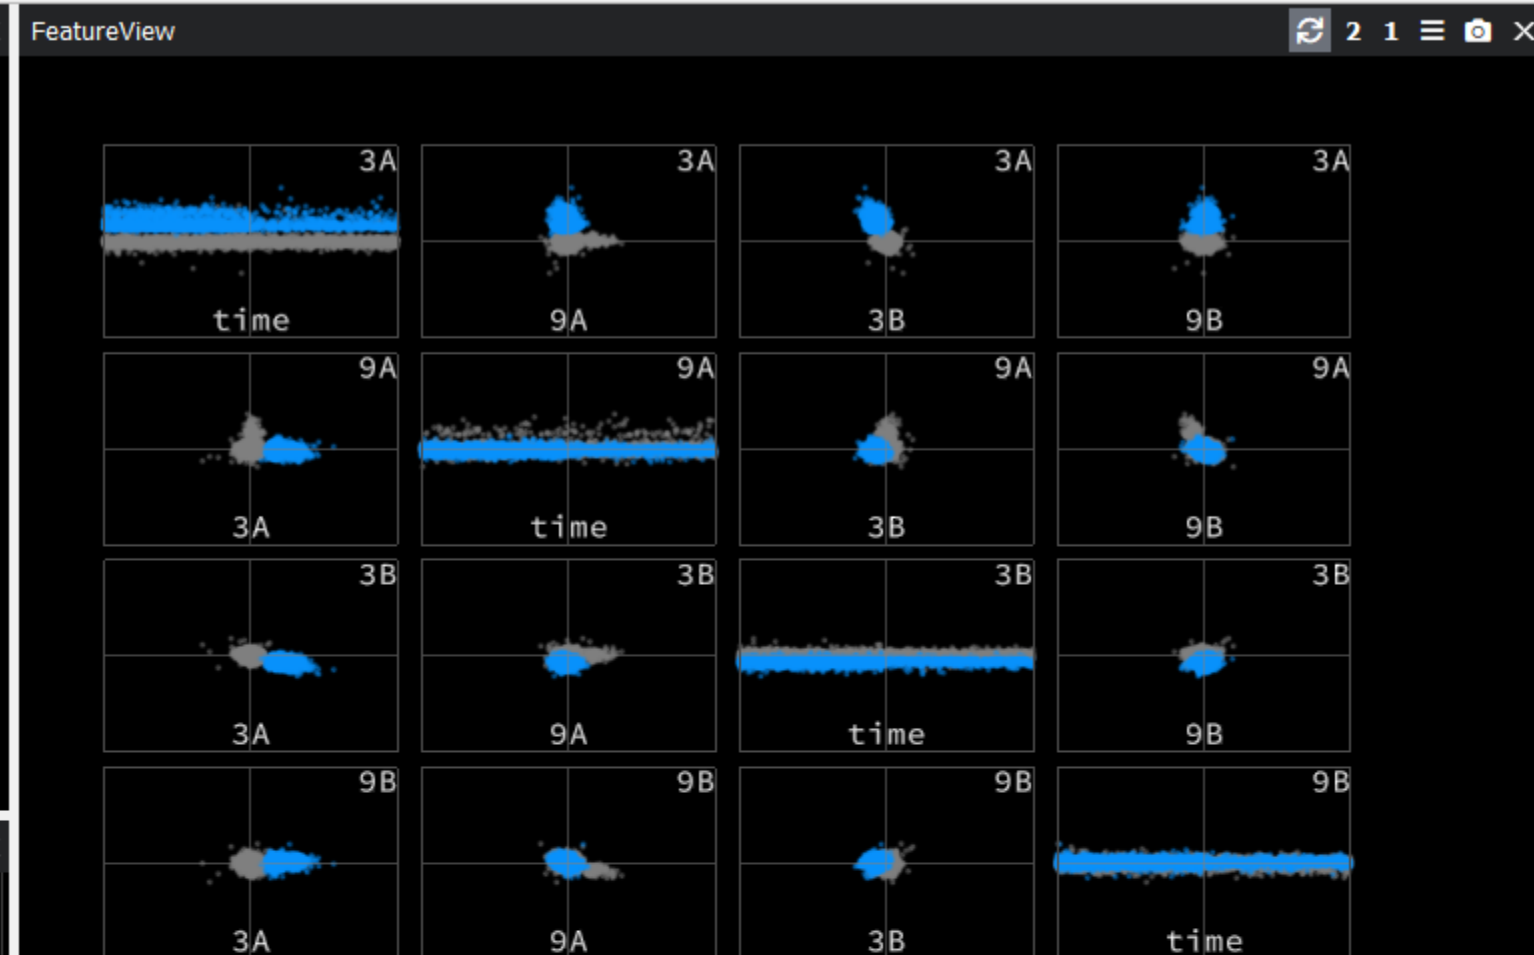 FeatureView 2 1
3A 3A 3A 3A
time 9A 3B 9B
9A 9A 9A 9A
3A time 3B 9B
3B 3B 3B 3B
3A 9A time 9B
9B 9B 9B 9B
3A 9A 3B time